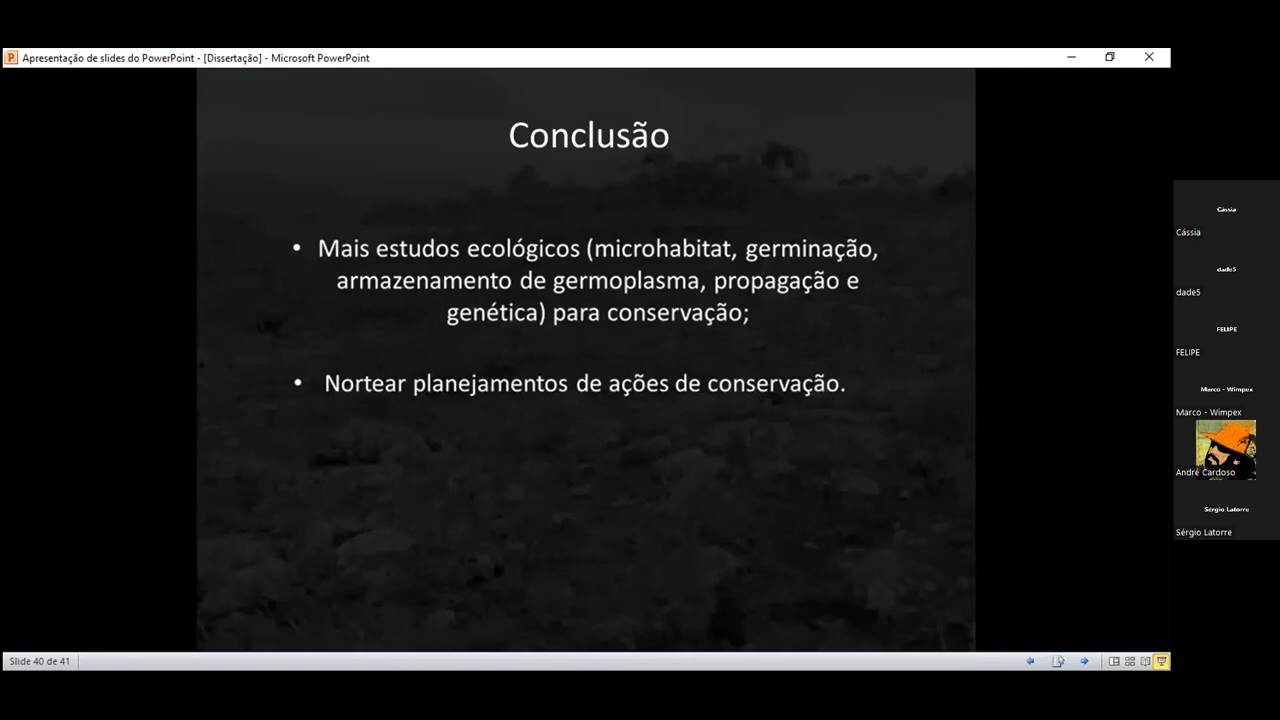 Apresentação de slides do PowerPoint - [Dissertação] - Microsoft PowerPoint
Conclusão
• Mais estudos ecológicos (microhabitat, germinação,
armazenamento de germoplasma, propagação e
genética) para conservação;
• Nortear planejamentos de ações de conservação.
Cássia
Cássia
dade5
dade5
FELIPE
FELIPE
Marco - Wimpex
Marco - Wimpex
André Cardoso
Sérgio Latorre
Sérgio Latorre
Slide 40 de 41